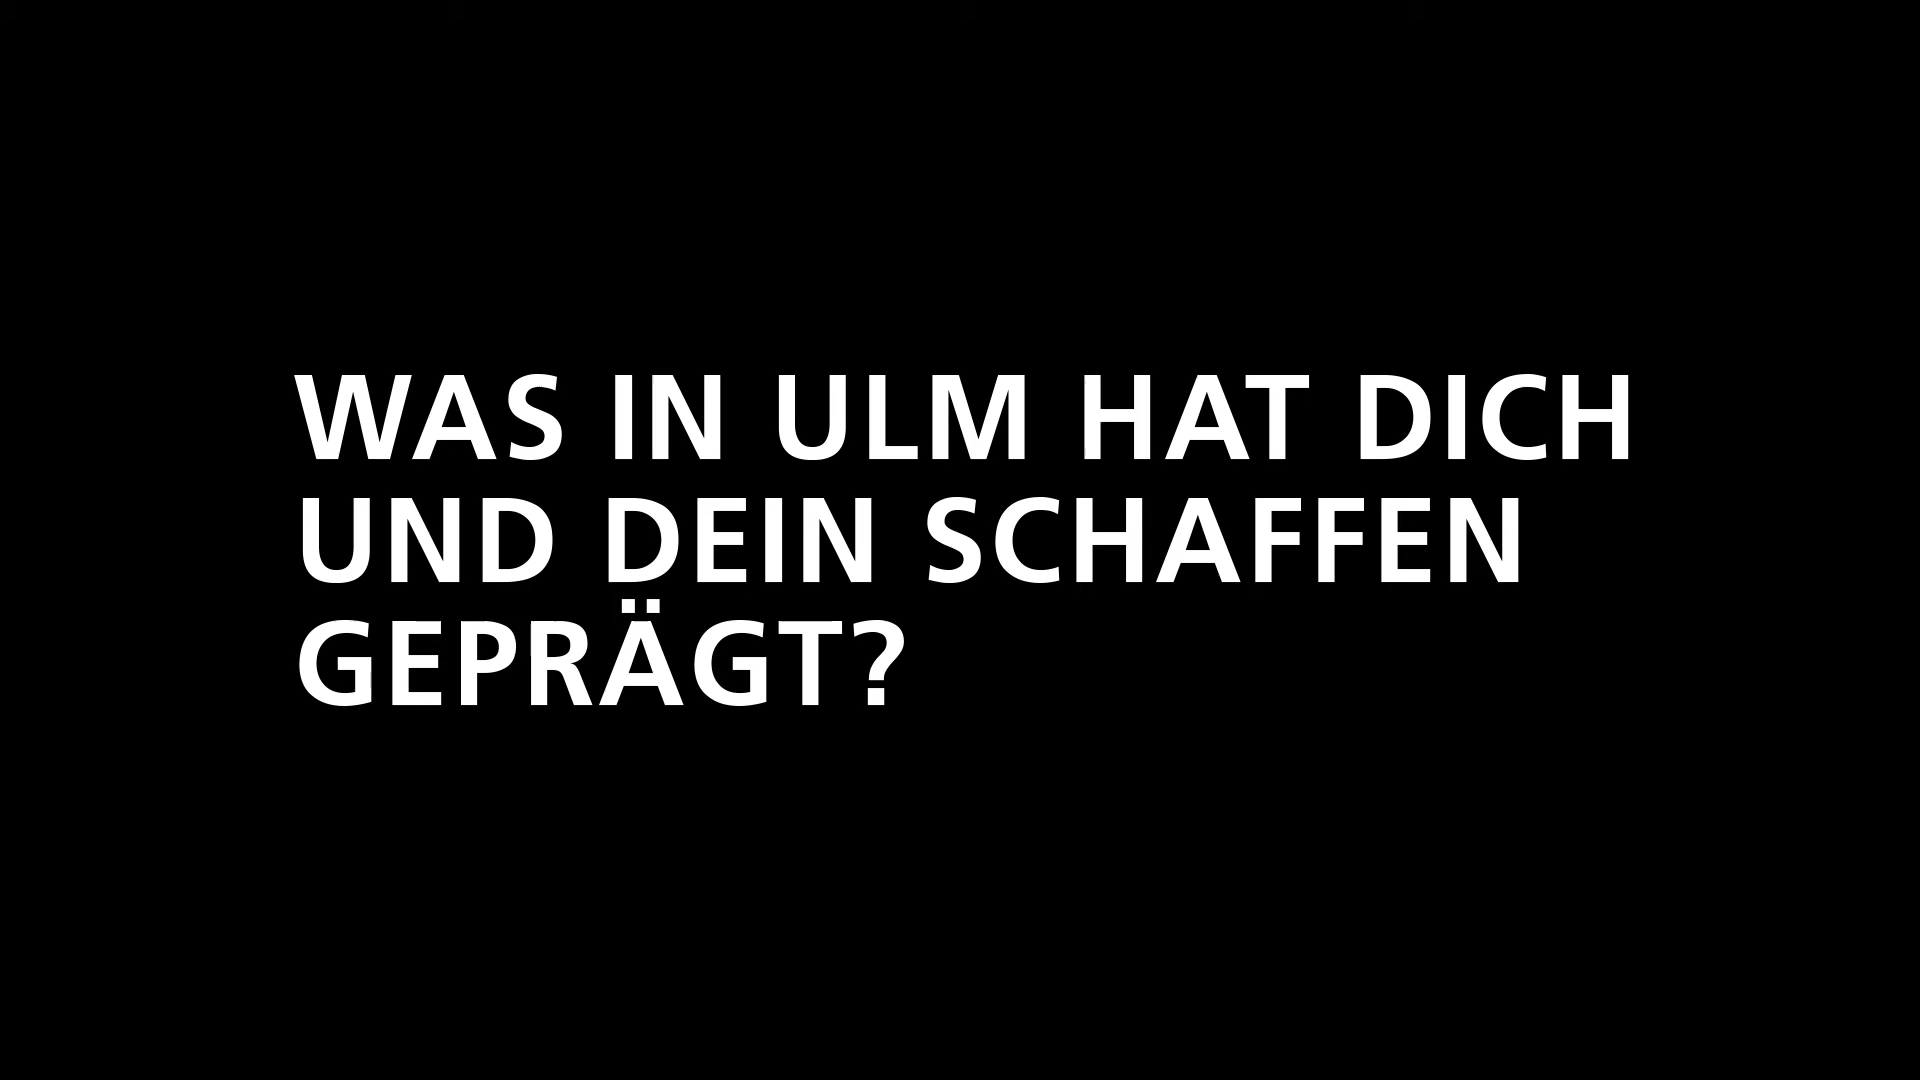 WAS IN ULM HAT DICH
UND DEIN SCHAFFEN
GEPRÄGT?